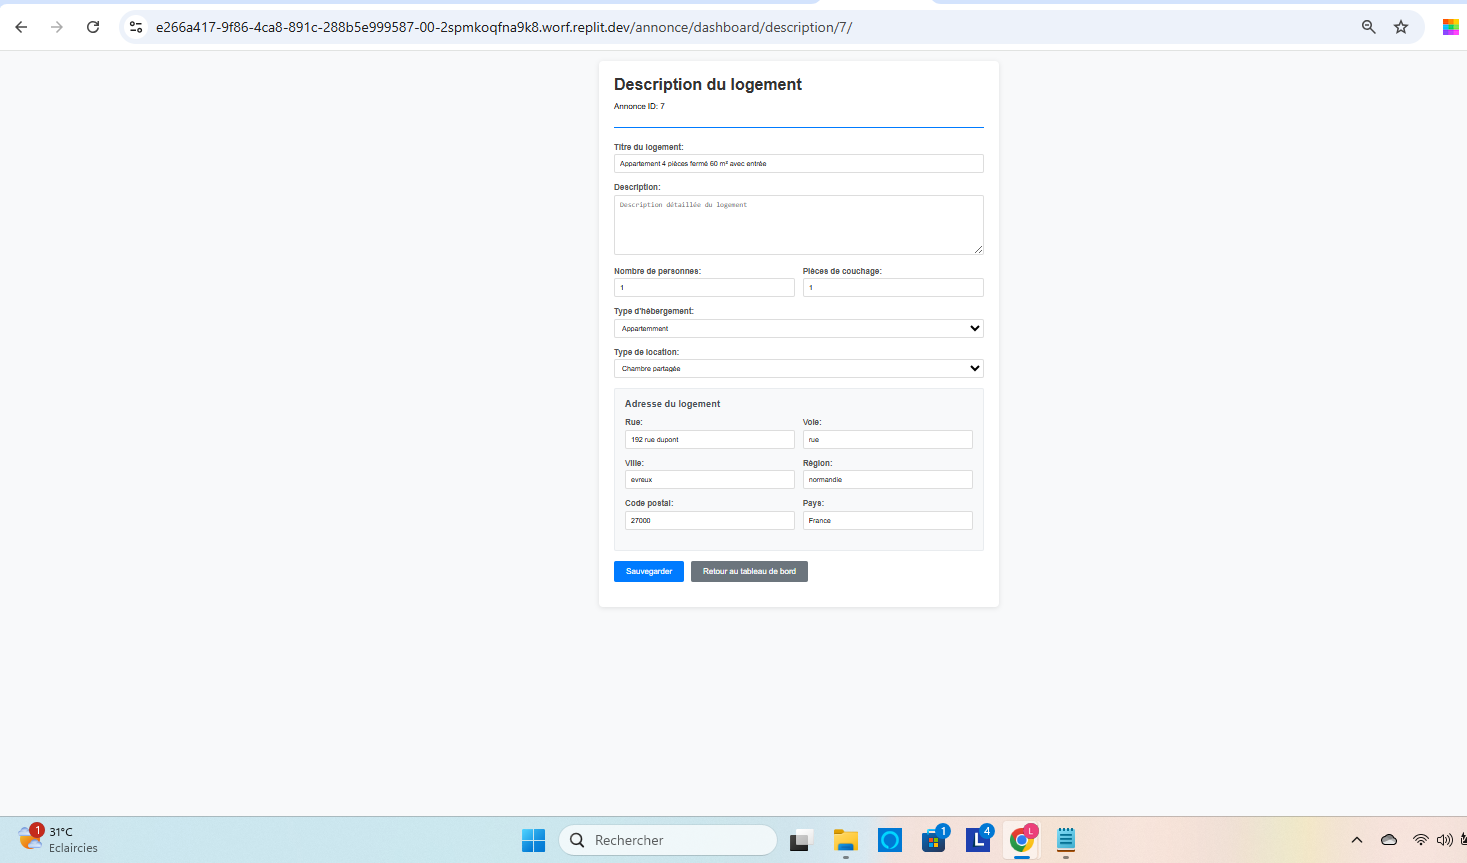 e266a417-9f86-4ca8-891c-288b5e999587-00-2spmkoqfna9k8.worf.replit.dev/annonce/dashboard/description/7/
Description du logement
Annonce ID: 7
Titre du logement:
Appartement 4 pièces fermé 60 m² avec entrée
Description:
Description détaillée du logement
Nombre de personnes: Pièces de couchage:
1 1
Type d'hébergement:
Appartemment
Type de location:
Chambre partagée
Adresse du logement
Rue: Voie:
192 rue dupont rue
Ville: Région:
evreux normandie
Code postal: Pays:
27000 France
Sauvegarder Retour au tableau de bord
1 31°C
Eclaircies
Rechercher
1 L 4 L